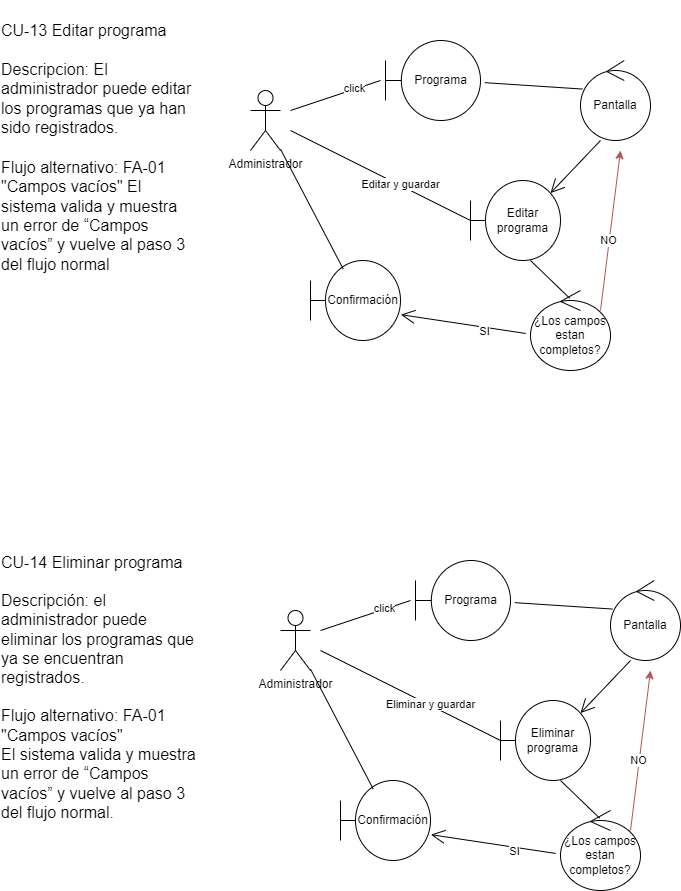 CU-13 Editar programa
Descripcion: El
administrador puede editar
los programas que ya han
sido registrados.
Flujo alternativo: FA-01
"Campos vacíos" El
sistema valida y muestra
un error de “Campos
vacíos” y vuelve al paso 3
del flujo normal
Programa
click
Pantalla
Administrador
Editar y guardar
Editar
programa
NO
Confirmación
¿Los campos
estan
completos?
SI
CU-14 Eliminar programa
Descripción: el
administrador puede
eliminar los programas que
ya se encuentran
registrados.
Flujo alternativo: FA-01
"Campos vacíos"
El sistema valida y muestra
un error de “Campos
vacíos” y vuelve al paso 3
del flujo normal.
Programa
click
Pantalla
Administrador
Eliminar y guardar
Eliminar
programa
NO
Confirmación
¿Los campos
estan
completos?
SI